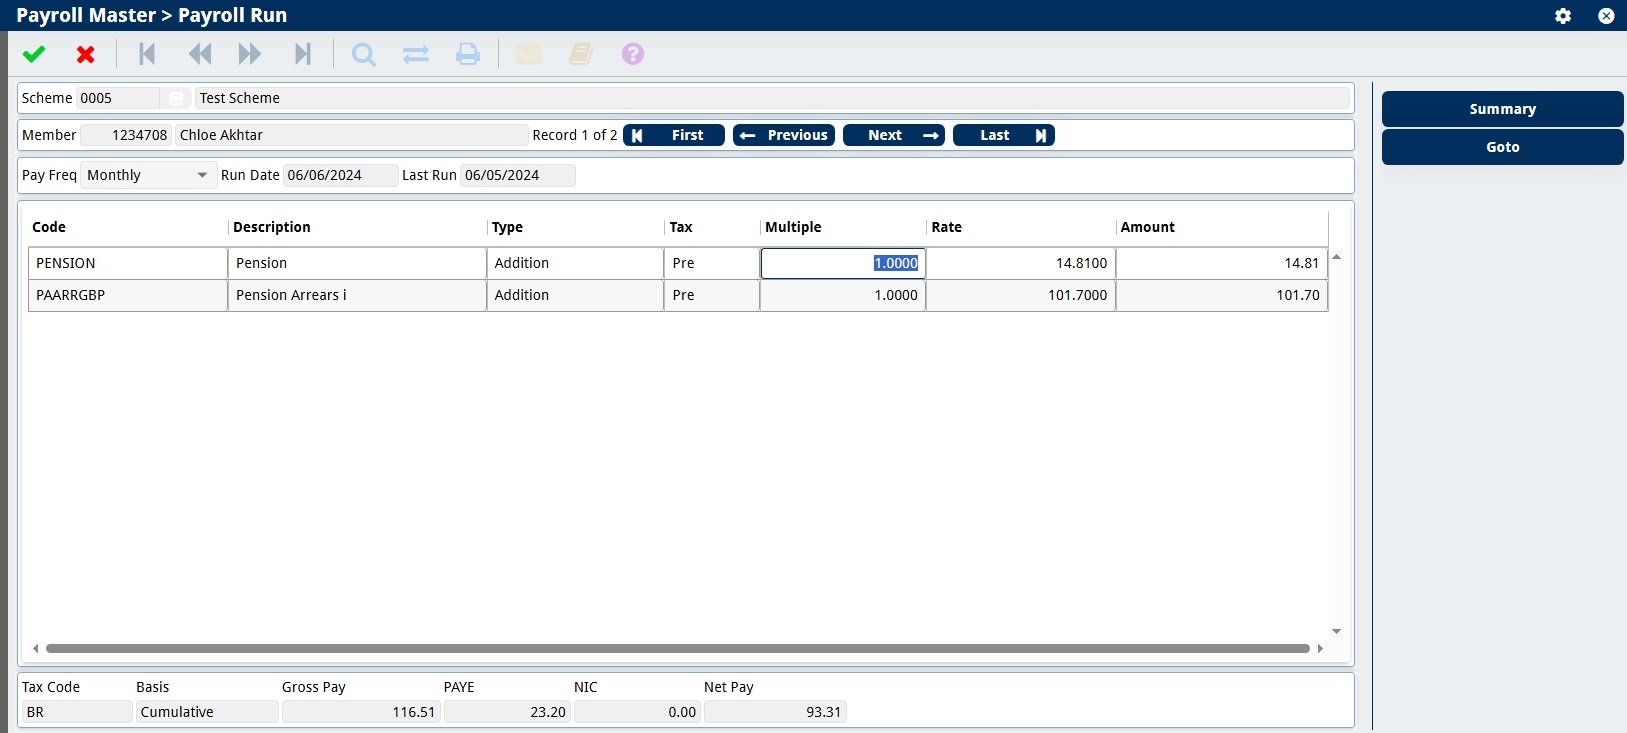 Payroll Master > Payroll Run
?
Scheme 0005 Test Scheme
Summary
Member 1234708 Chloe Akhtar Record 1 of 2 First Previous Next Last
Goto
Pay Freq Monthly Run Date 06/06/2024 Last Run 06/05/2024
Code Description Type Tax Multiple Rate Amount
PENSION Pension Addition Pre 1.0000 14.8100 14.81
PAARRGBP Pension Arrears i Addition Pre 1.0000 101.7000 101.70
Tax Code Basis Gross Pay PAYE NIC Net Pay
BR Cumulative 116.51 23.20 0.00 93.31